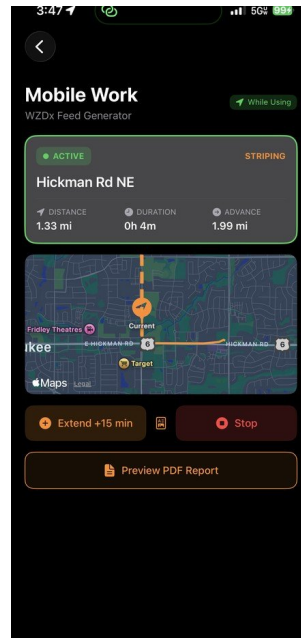 3:47
5G
99+
Mobile Work
While Using
WZDx Feed Generator
ACTIVE
STRIPING
Hickman Rd NE
DISTANCE
DURATION
ADVANCE
1.33 mi
0h 4m
1.99 mi
Fridley Theatres
Current
ukee
E HICKMAN RD
6
HICKMAN RD
6
Target
Maps
Legal
Extend +15 min
Stop
Preview PDF Report